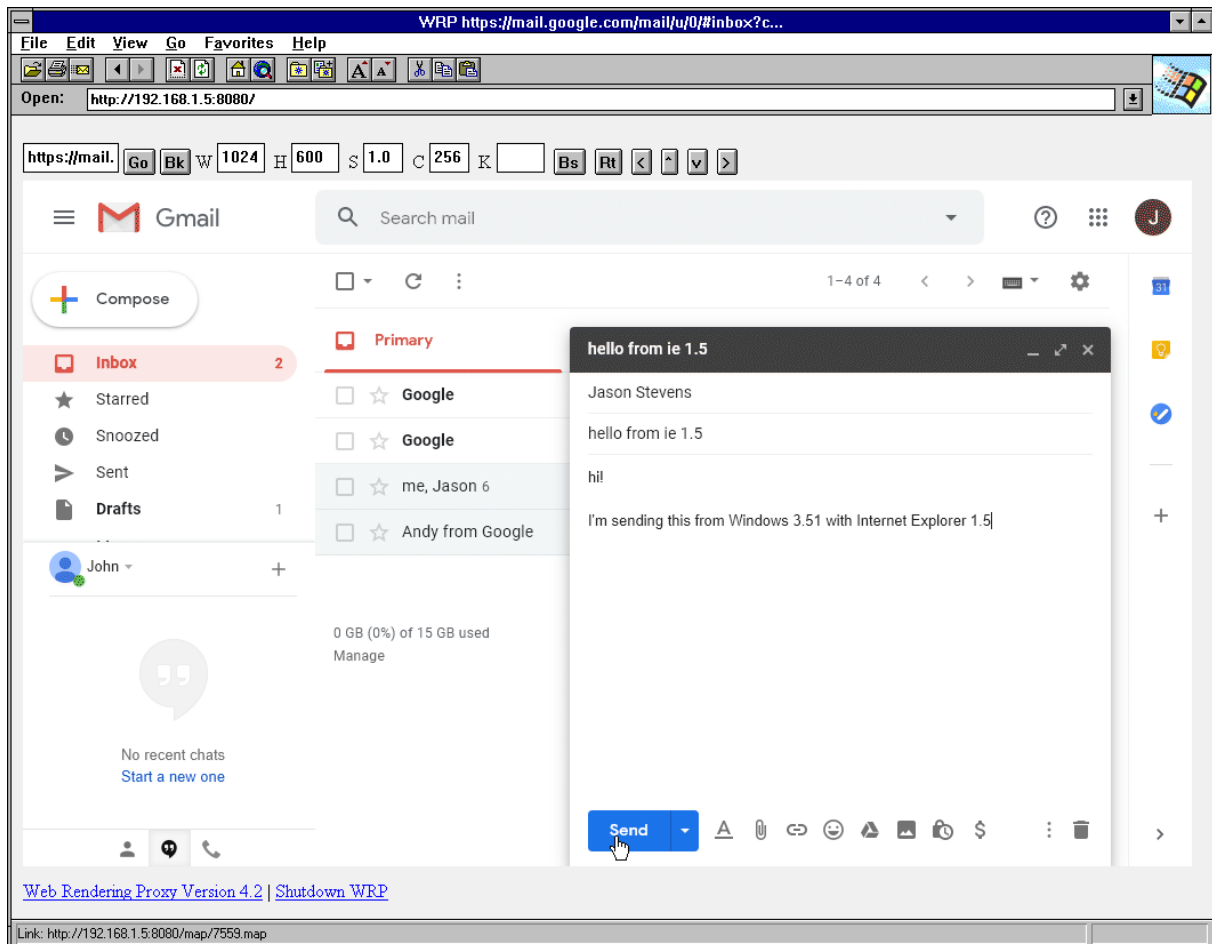 WRP https://mail.google.com/mail/u/0/#inbox?c...
File Edit View Go Favorites Help
Open: http://192.168.1.5:8080/
https://mail. Go Bk W 1024 H 600 S 1.0 C 256 K Bs Rt < ^ v >
Gmail Search mail J
Compose 1–4 of 4 31
Primary
hello from ie 1.5
Inbox 2
Google
Jason Stevens
Starred
Google
hello from ie 1.5
Snoozed
Sent
me, Jason 6
hi!
Drafts 1
Andy from Google
I'm sending this from Windows 3.51 with Internet Explorer 1.5
John
0 GB (0%) of 15 GB used
Manage
No recent chats
Start a new one
Send
Web Rendering Proxy Version 4.2 | Shutdown WRP
Link: http://192.168.1.5:8080/map/7559.map